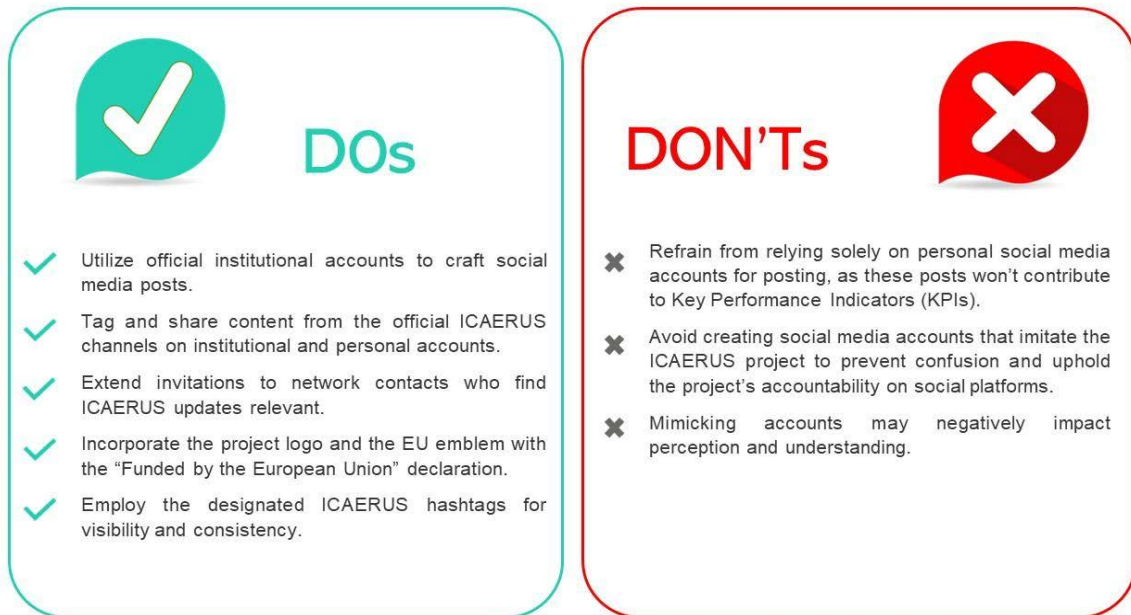 DOs
Utilize official institutional accounts to craft social
media posts.
Tag and share content from the official ICAERUS
channels on institutional and personal accounts.
Extend invitations to network contacts who find
ICAERUS updates relevant.
Incorporate the project logo and the EU emblem with
the “Funded by the European Union” declaration.
Employ the designated ICAERUS hashtags for
visibility and consistency.
DON’Ts
Refrain from relying solely on personal social media
accounts for posting, as these posts won’t contribute
to Key Performance Indicators (KPIs).
Avoid creating social media accounts that imitate the
ICAERUS project to prevent confusion and uphold
the project’s accountability on social platforms.
Mimicking accounts may negatively impact
perception and understanding.